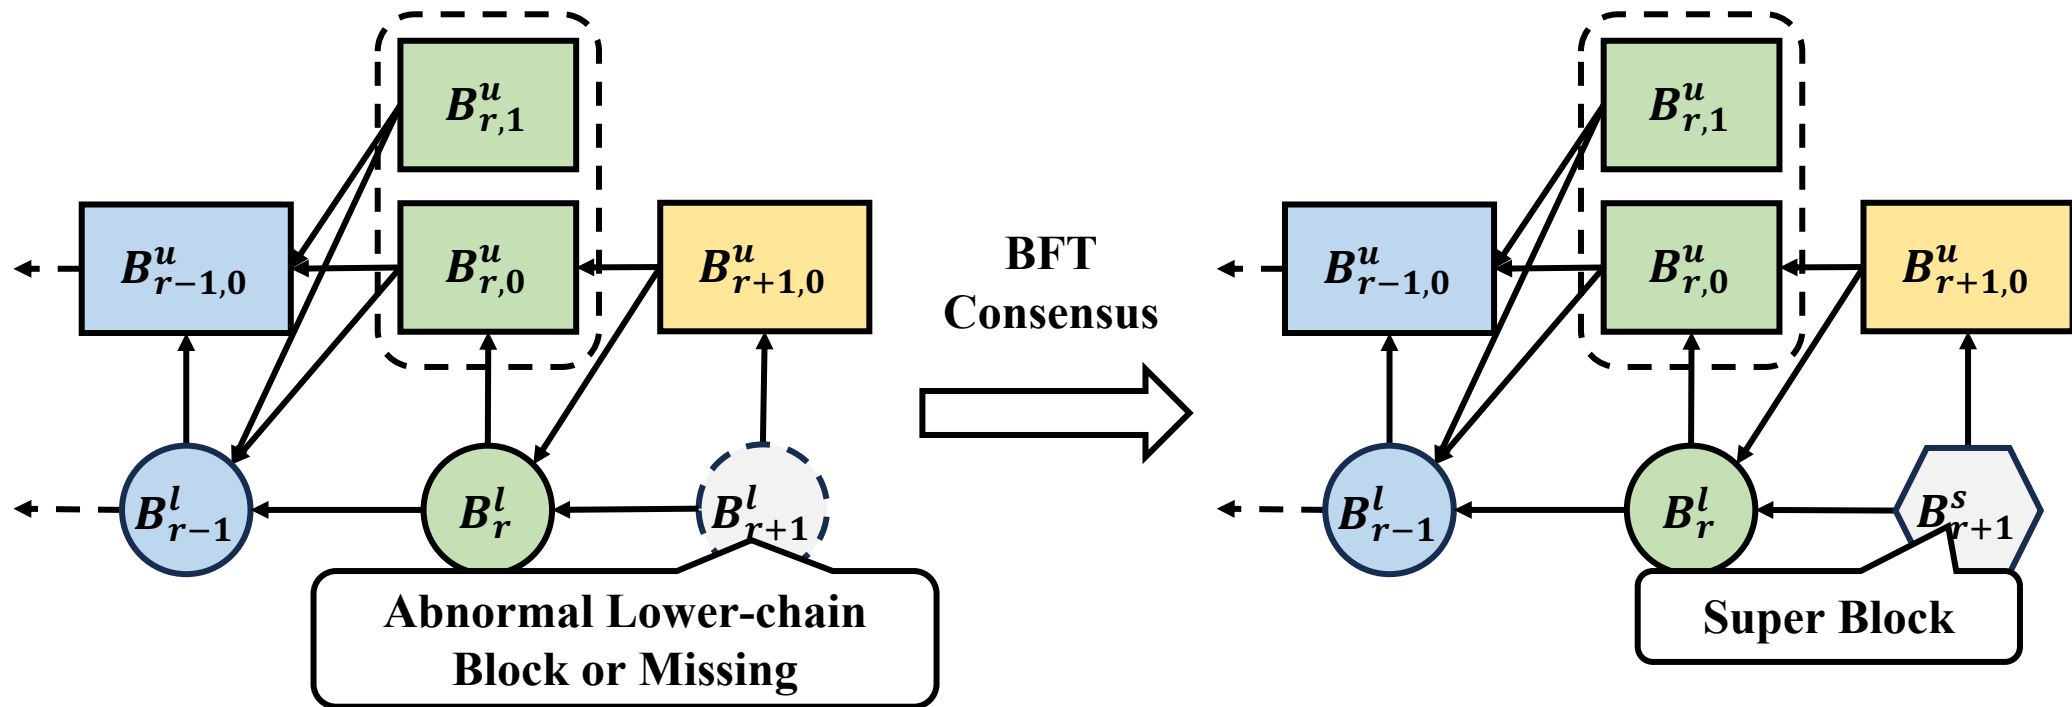 B^u_{r,1}
B^u_{r-1,0}
B^u_{r,0}
B^u_{r+1,0}
B^l_{r-1}
B^l_r
B^l_{r+1}
Abnormal Lower-chain
Block or Missing
BFT
Consensus
B^u_{r,1}
B^u_{r-1,0}
B^u_{r,0}
B^u_{r+1,0}
B^l_{r-1}
B^l_r
B^s_{r+1}
Super Block